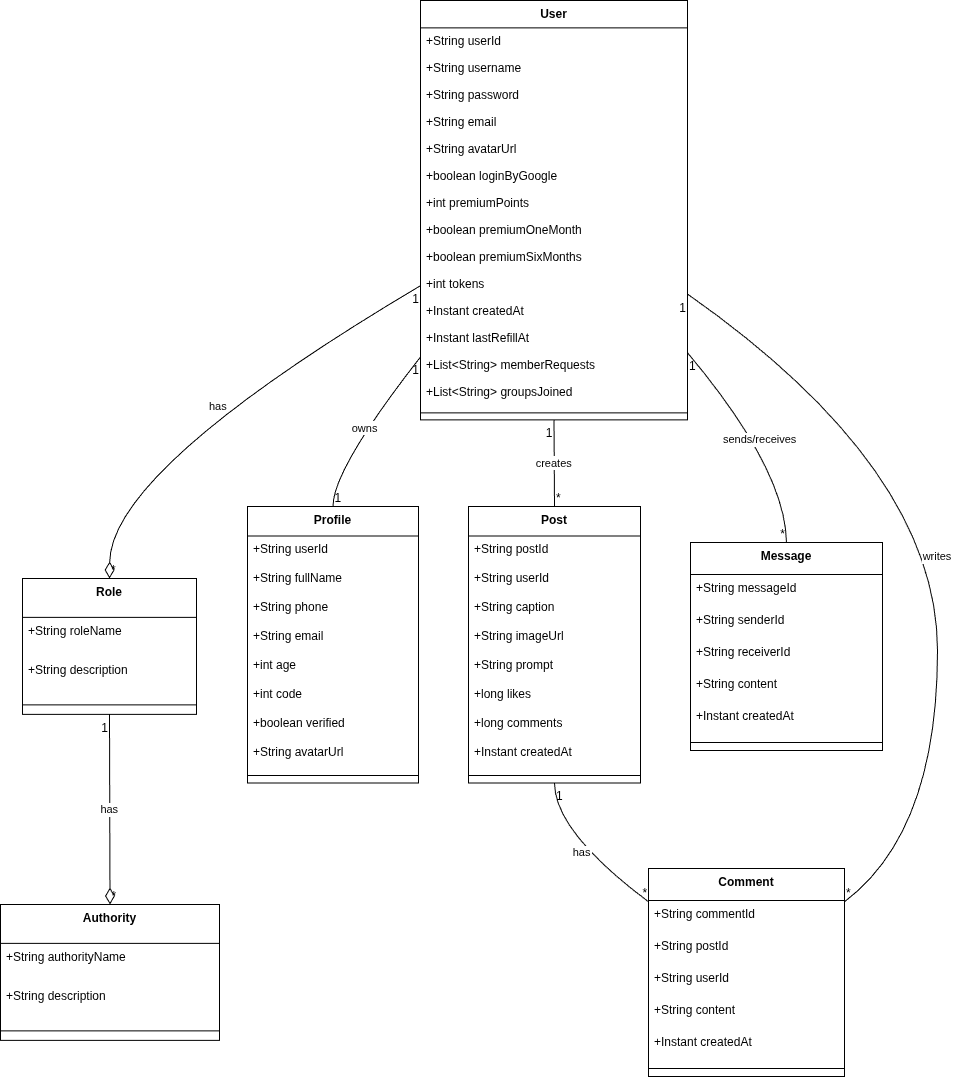 User
+String userId
+String username
+String password
+String email
+String avatarUrl
+boolean loginByGoogle
+int premiumPoints
+boolean premiumOneMonth
+boolean premiumSixMonths
+int tokens
+Instant createdAt
+Instant lastRefillAt
+List<String> memberRequests
+List<String> groupsJoined
1
1
1
1
1
has
owns
creates
sends/receives
writes
*
1
*
*
*
Role
+String roleName
+String description
1
has
*
Authority
+String authorityName
+String description
Profile
+String userId
+String fullName
+String phone
+String email
+int age
+int code
+boolean verified
+String avatarUrl
Post
+String postId
+String userId
+String caption
+String imageUrl
+String prompt
+long likes
+long comments
+Instant createdAt
1
has
*
Message
+String messageId
+String senderId
+String receiverId
+String content
+Instant createdAt
Comment
+String commentId
+String postId
+String userId
+String content
+Instant createdAt